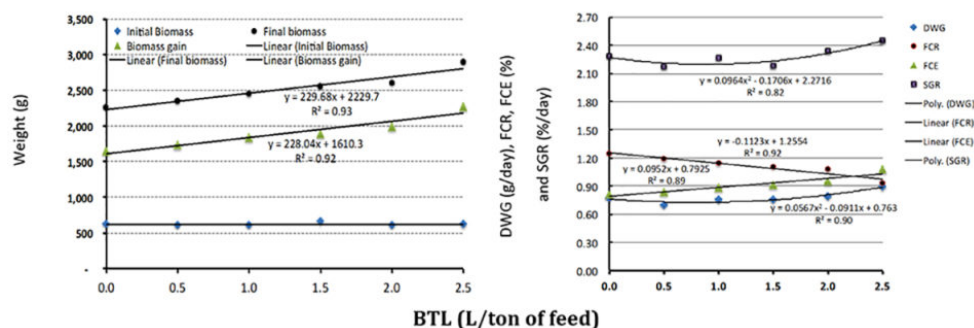 3,500
3,000
2,500
2,000
1,500
1,000
500
-
Weight (g)
Initial Biomass
Final biomass
Biomass gain
Linear (Initial Biomass)
Linear (Final biomass)
Linear (Biomass gain)
y = 229.68x + 2229.7
R² = 0.93
y = 228.04x + 1610.3
R² = 0.92
0.0 0.5 1.0 1.5 2.0 2.5
DWG (g/day), FCR, FCE (%)
and SGR (%/day)
2.70
2.40
2.10
1.80
1.50
1.20
0.90
0.60
0.30
0.00
y = 0.0964x² - 0.1706x + 2.2716
R² = 0.82
y = -0.1123x + 1.2554
R² = 0.92
y = 0.0952x + 0.7925
R² = 0.89
y = 0.0567x² - 0.0911x + 0.763
R² = 0.90
0.0 0.5 1.0 1.5 2.0 2.5
DWG
FCR
FCE
SGR
Poly. (DWG)
Linear (FCR)
Linear (FCE)
Poly. (SGR)
BTL (L/ton of feed)